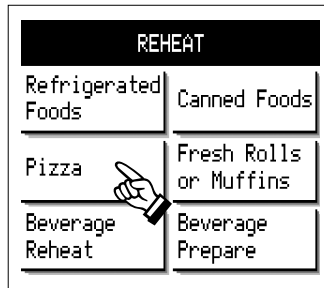 REHEAT
Refrigerated
Foods
Canned Foods
Pizza
Fresh Rolls
or Muffins
Beverage
Reheat
Beverage
Prepare